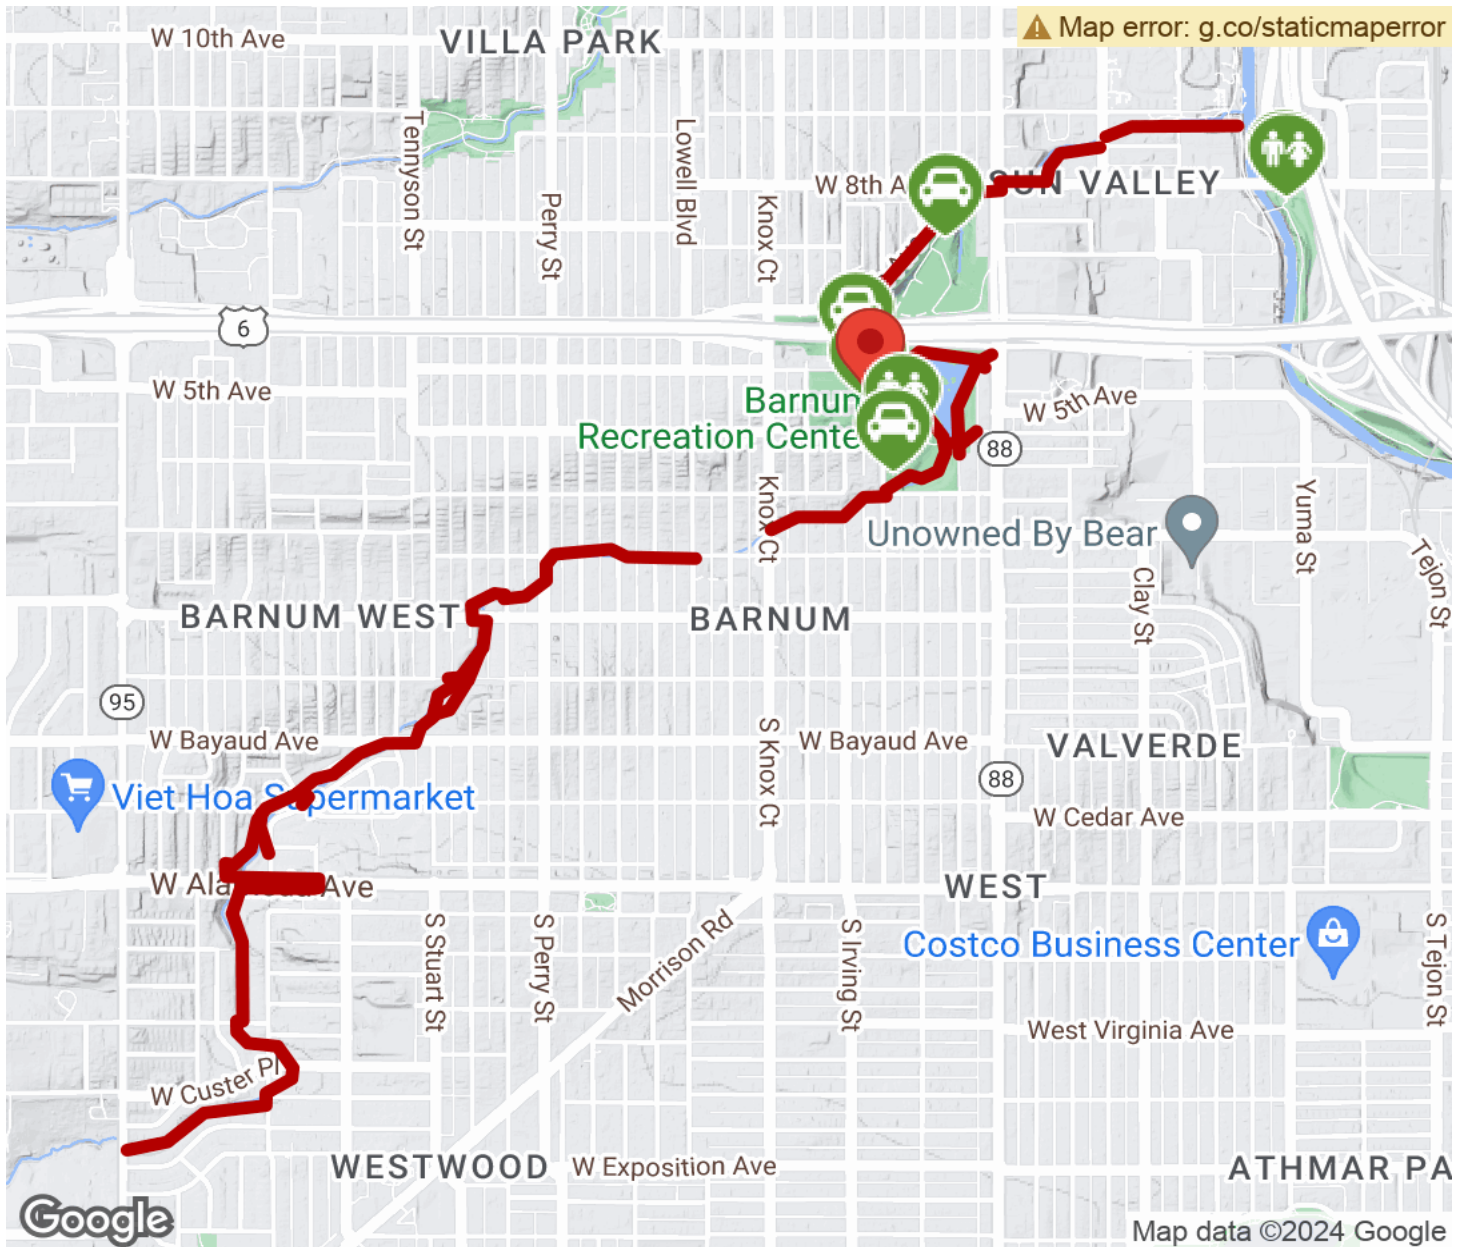 W 10th Ave
VILLA PARK
Map error: g.co/staticmaperror
Tennyson St
Perry St
Lowell Blvd
Knox Ct
W 8th A
SUN VALLEY
6
W 5th Ave
W 5th Ave
Barnum
Recreation Cente
88
Knox Ct
Unowned By Bear
Yuma St
Tejon St
Clay St
BARNUM WEST
BARNUM
95
W Bayaud Ave
S Knox Ct
W Bayaud Ave
VALVERDE
88
Viet Hoa Supermarket
W Cedar Ave
W Ala
Ave
WEST
S Stuart St
S Perry St
Morrison Rd
S Irving St
Costco Business Center
S Tejon St
West Virginia Ave
W Custer Pl
WESTWOOD
W Exposition Ave
ATHMAR PA
Google
Map data ©2024 Google